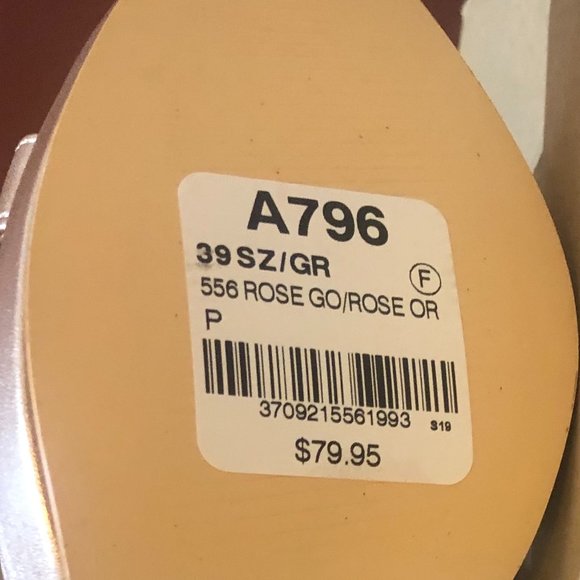 A796
39 SZ/GR
F
556 ROSE GO/ROSE OR
P
3709215561993 S19
$79.95